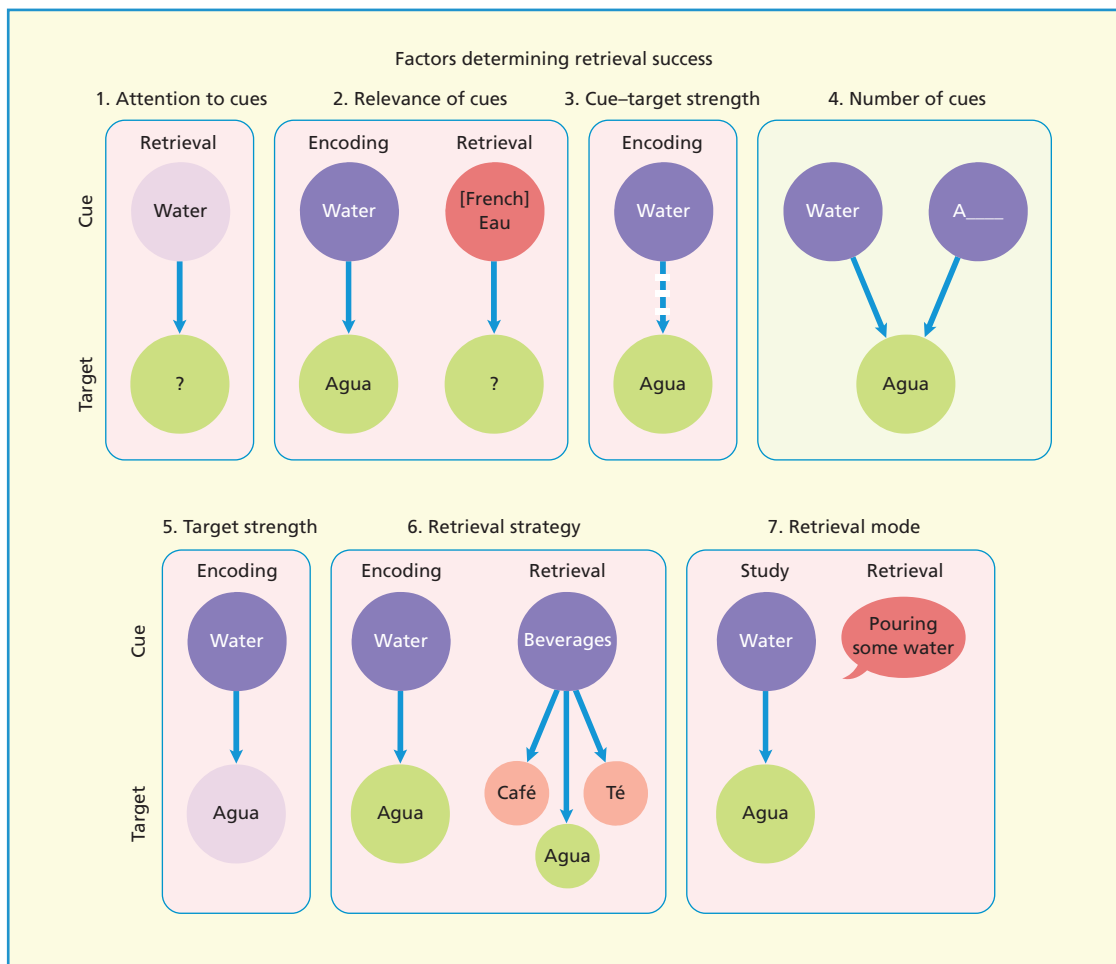 Factors determining retrieval success
1. Attention to cues
2. Relevance of cues
3. Cue–target strength
4. Number of cues
Cue
Target
Retrieval
Water
?
Encoding
Retrieval
Water
[French]
Eau
Agua
?
Encoding
Water
Agua
Water
A____
Agua
5. Target strength
6. Retrieval strategy
7. Retrieval mode
Cue
Target
Encoding
Water
Agua
Encoding
Retrieval
Water
Beverages
Agua
Café
Té
Agua
Study
Retrieval
Water
Pouring
some water
Agua